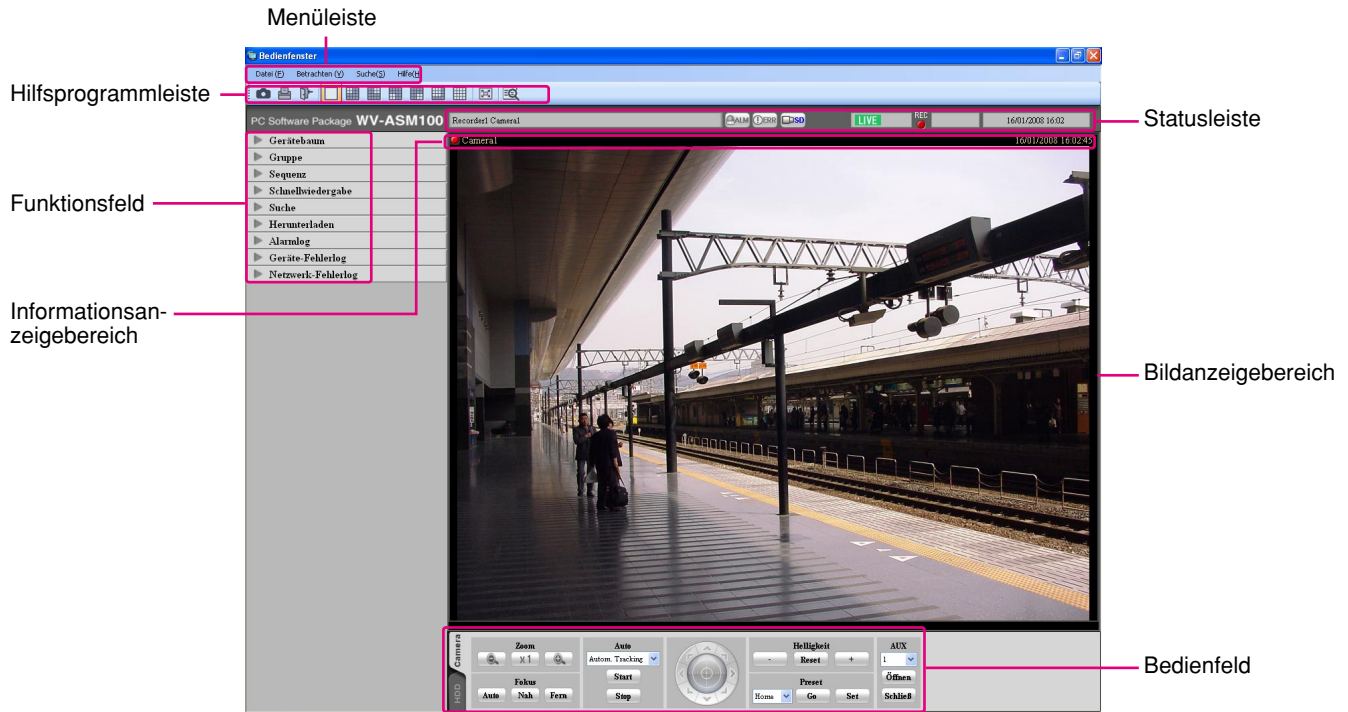 Menüleiste
Bedienfenster
Datei (F) Betrachten (V) Suche(S) Hilfe(H
Hilfsprogrammleiste
PC Software Package WV-ASM100 Recorder1 Camera1 ALM ERR SD LIVE REC 16/01/2008 16:02
Statusleiste
Camera1 16/01/2008 16:02:45
Gerätebaum
Gruppe
Sequenz
Schnellwiedergabe
Funktionsfeld
Suche
Herunterladen
Alarmlog
Geräte-Fehlerlog
Netzwerk-Fehlerlog
Informationsan-
zeigebereich
Bildanzeigebereich
Camera
HDD
Zoom
x1
Fokus
Auto Nah Fern
Auto
Autom. Tracking
Start
Stop
Helligkeit
- Reset +
Preset
Home Go Set
AUX
1
Öffnen
Schließ
Bedienfeld